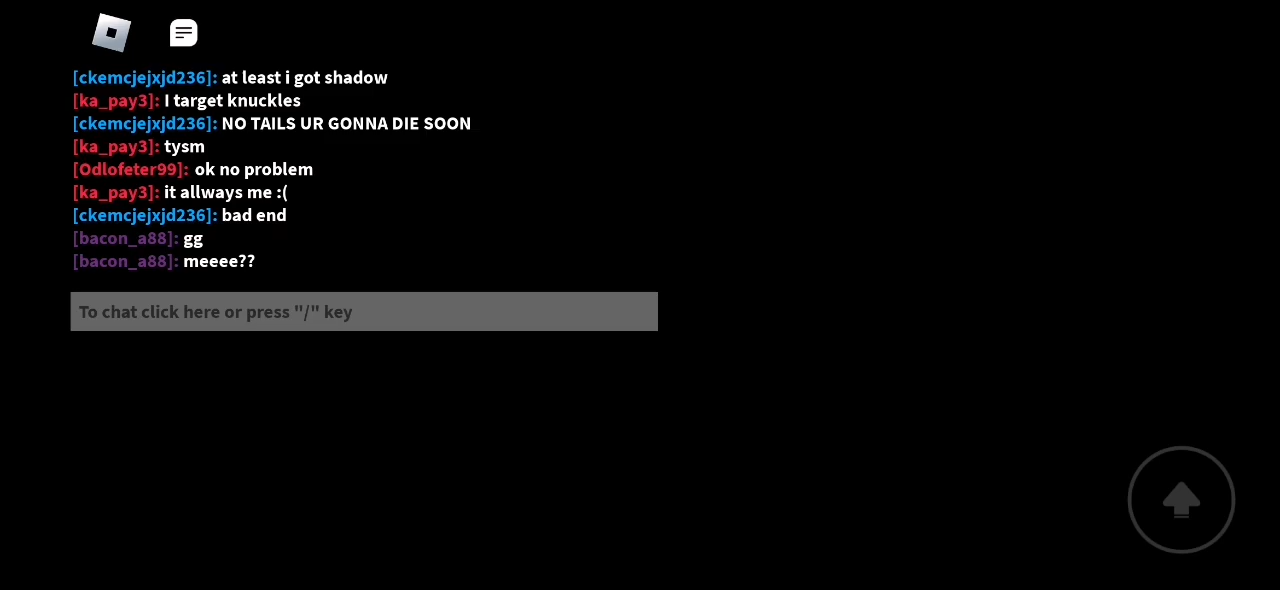 [ckemcjejxjd236]: at least i got shadow
[ka_pay3]: I target knuckles
[ckemcjejxjd236]: NO TAILS UR GONNA DIE SOON
[ka_pay3]: tysm
[Odlofeter99]: ok no problem
[ka_pay3]: it allways me :(
[ckemcjejxjd236]: bad end
[bacon_a88]: gg
[bacon_a88]: meeee??
To chat click here or press "/" key